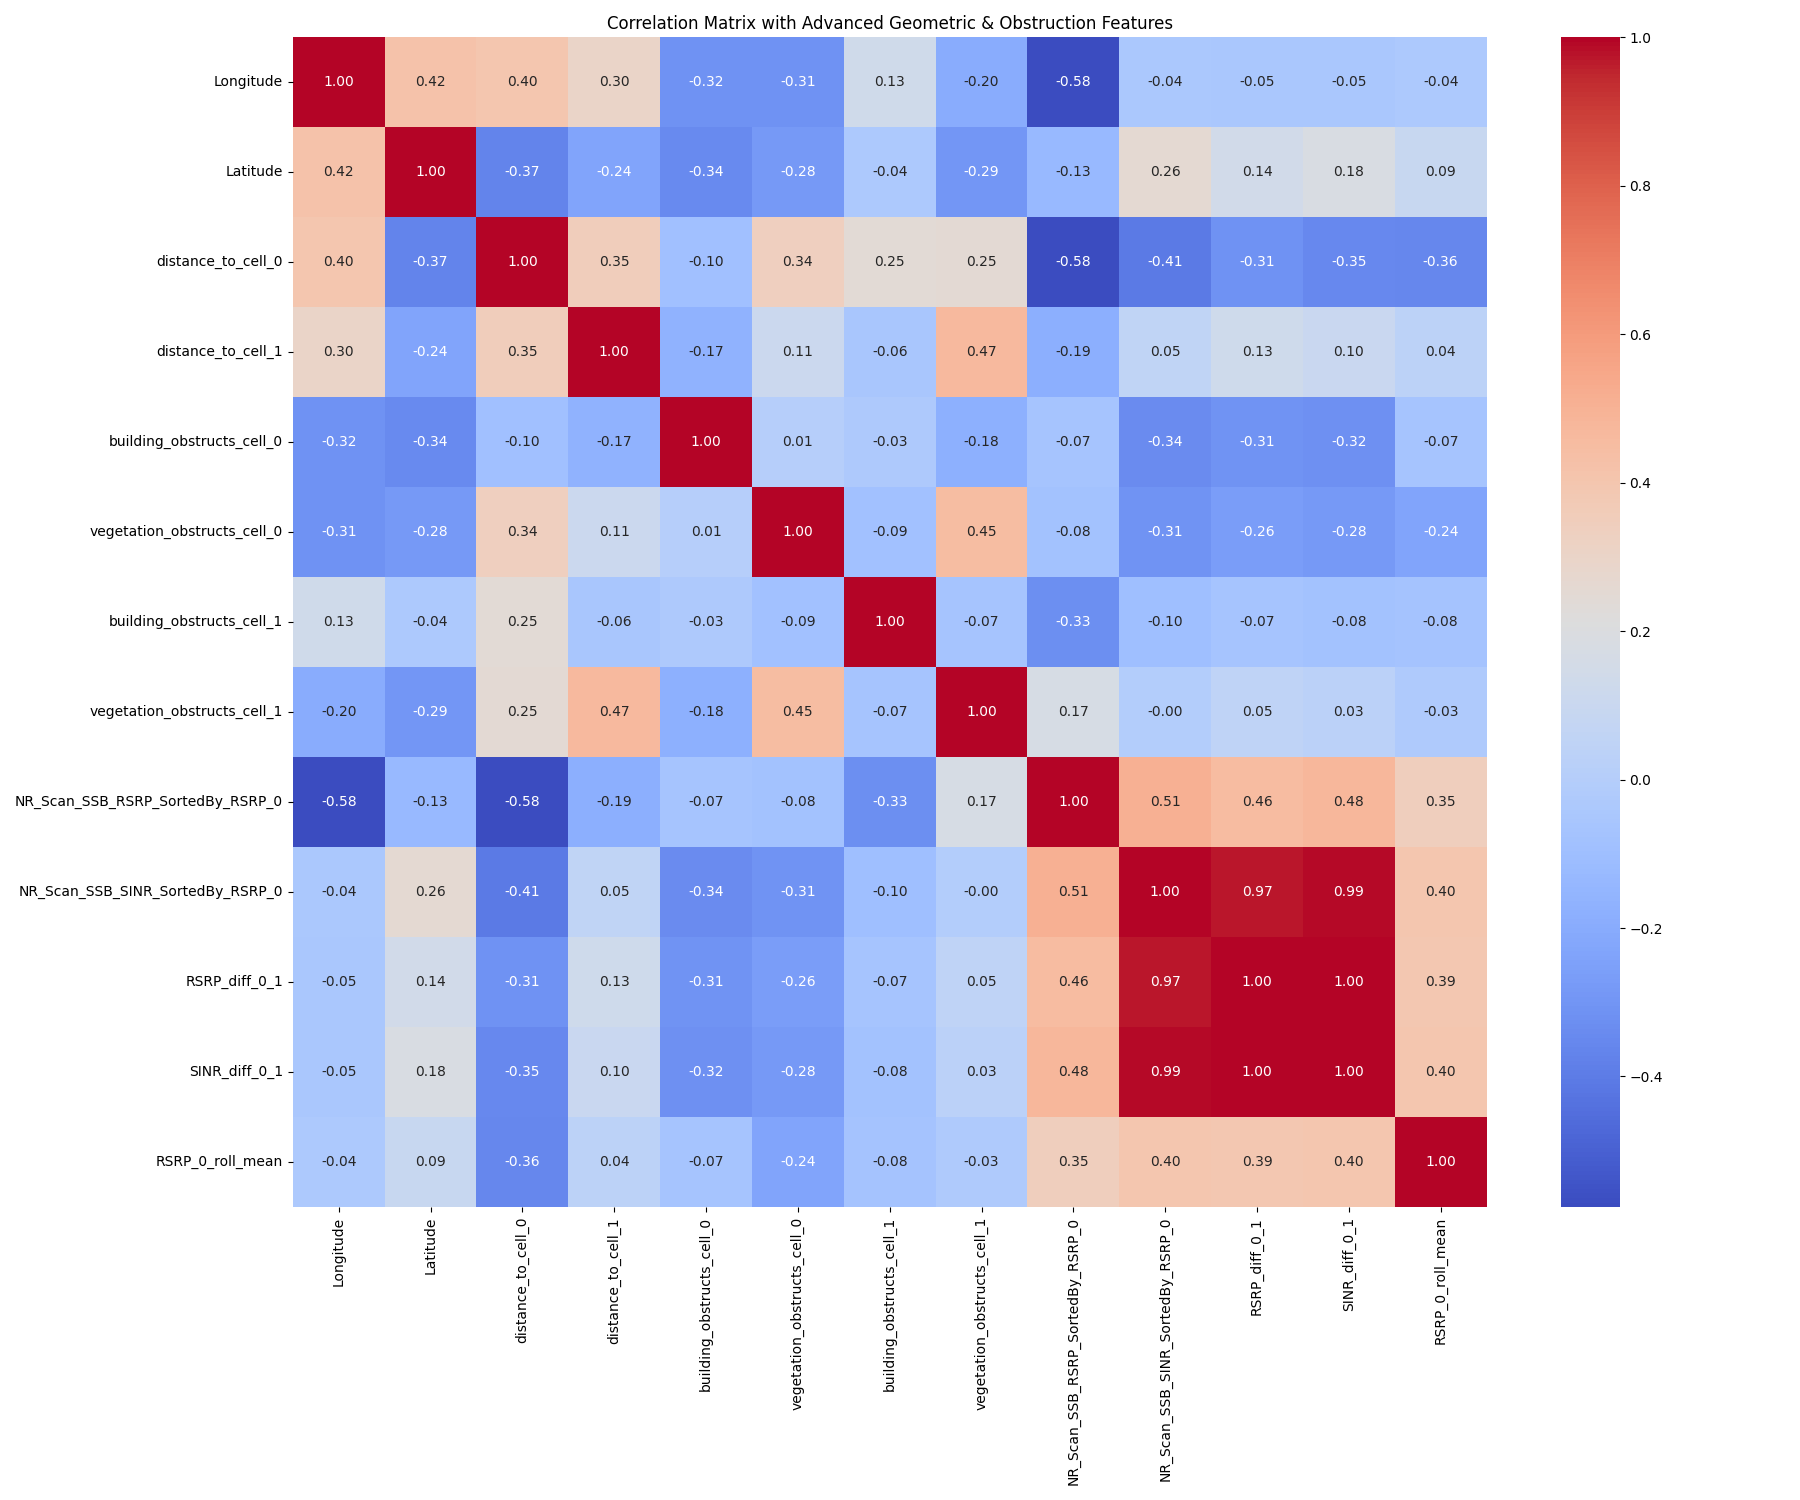 Correlation Matrix with Advanced Geometric & Obstruction Features
Longitude 1.00 0.42 0.40 0.30 -0.32 -0.31 0.13 -0.20 -0.58 -0.04 -0.05 -0.05 -0.04
Latitude 0.42 1.00 -0.37 -0.24 -0.34 -0.28 -0.04 -0.29 -0.13 0.26 0.14 0.18 0.09
distance_to_cell_0 0.40 -0.37 1.00 0.35 -0.10 0.34 0.25 0.25 -0.58 -0.41 -0.31 -0.35 -0.36
distance_to_cell_1 0.30 -0.24 0.35 1.00 -0.17 0.11 -0.06 0.47 -0.19 0.05 0.13 0.10 0.04
building_obstructs_cell_0 -0.32 -0.34 -0.10 -0.17 1.00 0.01 -0.03 -0.18 -0.07 -0.34 -0.31 -0.32 -0.07
vegetation_obstructs_cell_0 -0.31 -0.28 0.34 0.11 0.01 1.00 -0.09 0.45 -0.08 -0.31 -0.26 -0.28 -0.24
building_obstructs_cell_1 0.13 -0.04 0.25 -0.06 -0.03 -0.09 1.00 -0.07 -0.33 -0.10 -0.07 -0.08 -0.08
vegetation_obstructs_cell_1 -0.20 -0.29 0.25 0.47 -0.18 0.45 -0.07 1.00 0.17 -0.00 0.05 0.03 -0.03
NR_Scan_SSB_RSRP_SortedBy_RSRP_0 -0.58 -0.13 -0.58 -0.19 -0.07 -0.08 -0.33 0.17 1.00 0.51 0.46 0.48 0.35
NR_Scan_SSB_SINR_SortedBy_RSRP_0 -0.04 0.26 -0.41 0.05 -0.34 -0.31 -0.10 -0.00 0.51 1.00 0.97 0.99 0.40
RSRP_diff_0_1 -0.05 0.14 -0.31 0.13 -0.31 -0.26 -0.07 0.05 0.46 0.97 1.00 1.00 0.39
SINR_diff_0_1 -0.05 0.18 -0.35 0.10 -0.32 -0.28 -0.08 0.03 0.48 0.99 1.00 1.00 0.40
RSRP_0_roll_mean -0.04 0.09 -0.36 0.04 -0.07 -0.24 -0.08 -0.03 0.35 0.40 0.39 0.40 1.00
Longitude
Latitude
distance_to_cell_0
distance_to_cell_1
building_obstructs_cell_0
vegetation_obstructs_cell_0
building_obstructs_cell_1
vegetation_obstructs_cell_1
NR_Scan_SSB_RSRP_SortedBy_RSRP_0
NR_Scan_SSB_SINR_SortedBy_RSRP_0
RSRP_diff_0_1
SINR_diff_0_1
RSRP_0_roll_mean
1.0
0.8
0.6
0.4
0.2
0.0
−0.2
−0.4